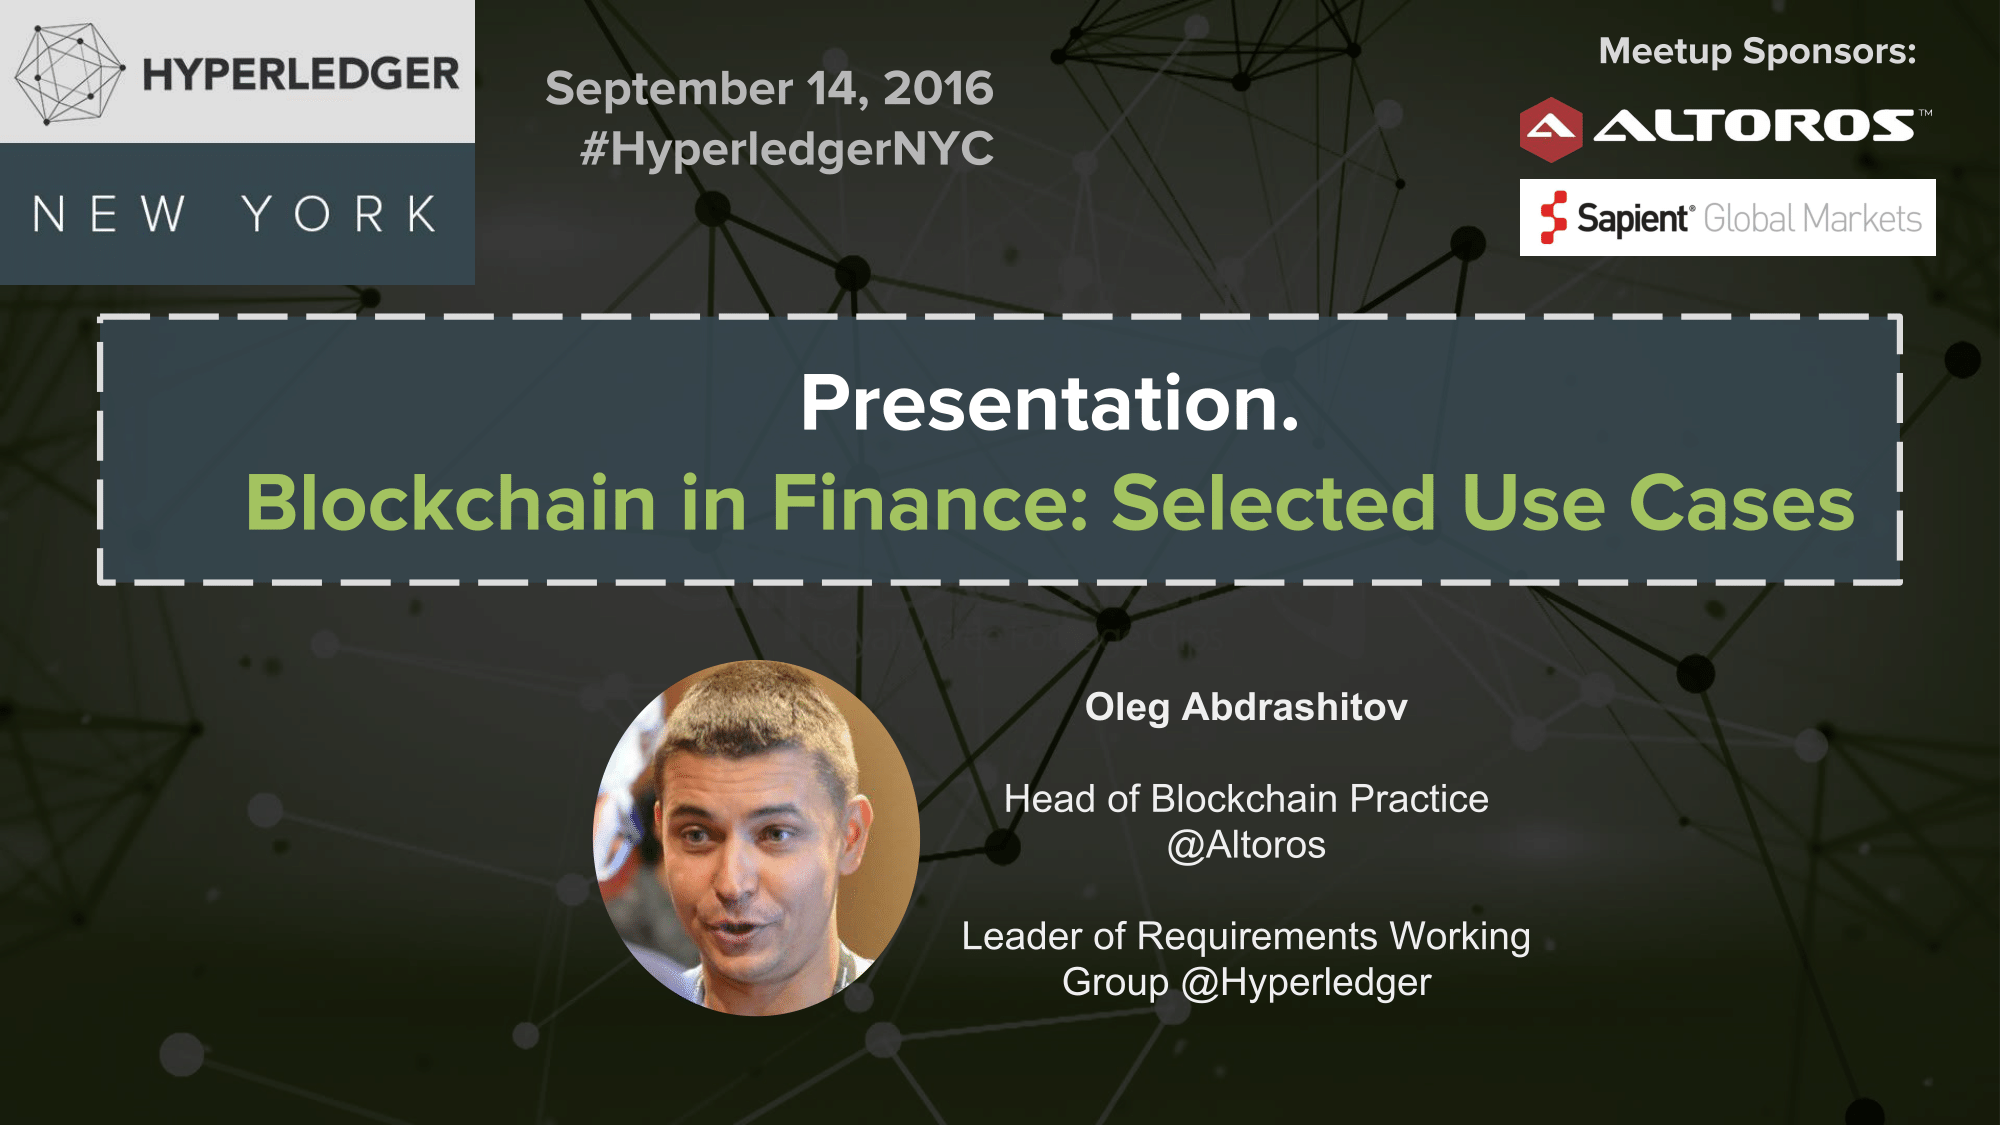 HYPERLEDGER
NEW YORK
September 14, 2016
#HyperledgerNYC
Meetup Sponsors:
ALTOROS™
Sapient® Global Markets
Presentation.
Blockchain in Finance: Selected Use Cases
Oleg Abdrashitov
Head of Blockchain Practice
@Altoros
Leader of Requirements Working
Group @Hyperledger